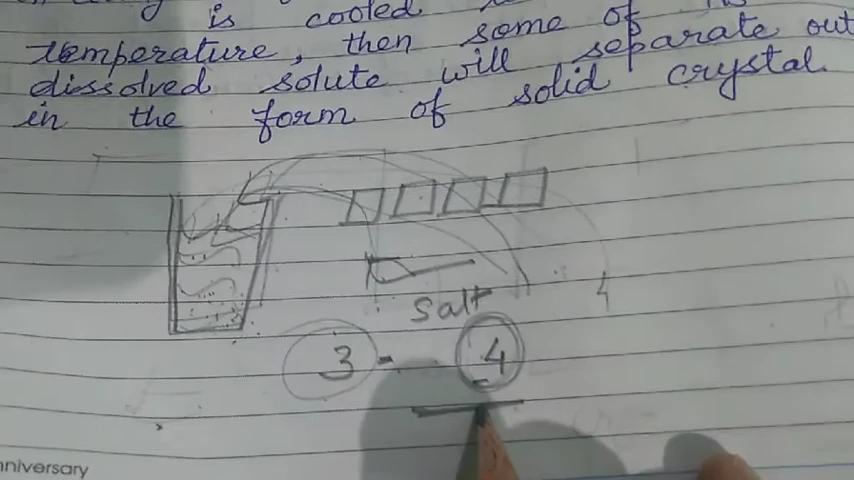 is cooled
temperature, then some of
dissolved solute will separate out
in the form of solid crystal.
Salt
3 - 4
nniversary